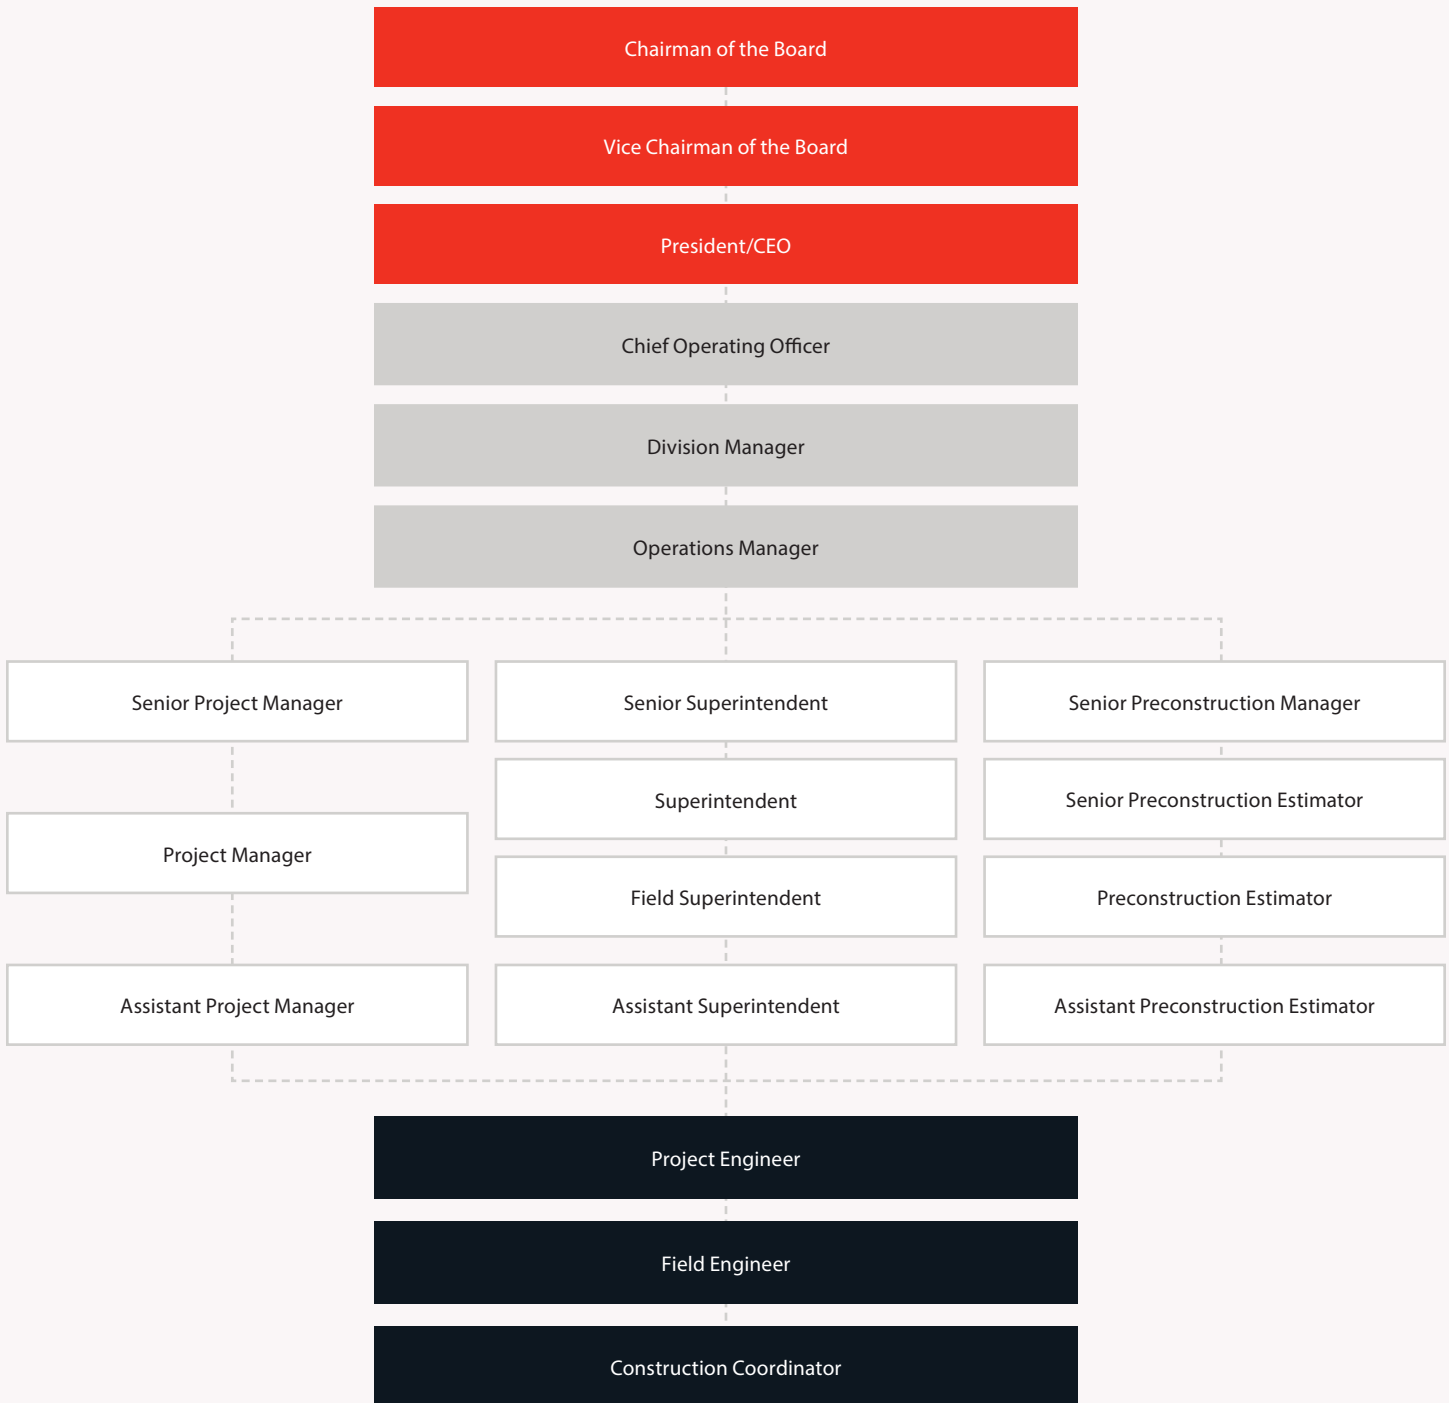 Chairman of the Board
Vice Chairman of the Board
President/CEO
Chief Operating Officer
Division Manager
Operations Manager
Senior Project Manager
Project Manager
Assistant Project Manager
Senior Superintendent
Superintendent
Field Superintendent
Assistant Superintendent
Senior Preconstruction Manager
Senior Preconstruction Estimator
Preconstruction Estimator
Assistant Preconstruction Estimator
Project Engineer
Field Engineer
Construction Coordinator